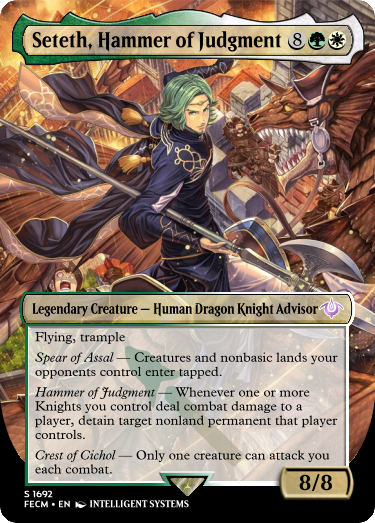 Seteth, Hammer of Judgment 8
Legendary Creature — Human Dragon Knight Advisor
Flying, trample
Spear of Assal — Creatures and nonbasic lands your
opponents control enter tapped.
Hammer of Judgment — Whenever one or more
Knights you control deal combat damage to a
player, detain target nonland permanent that player
controls.
Crest of Cichol — Only one creature can attack you
each combat.
8/8
S 1692
FECM • EN INTELLIGENT SYSTEMS